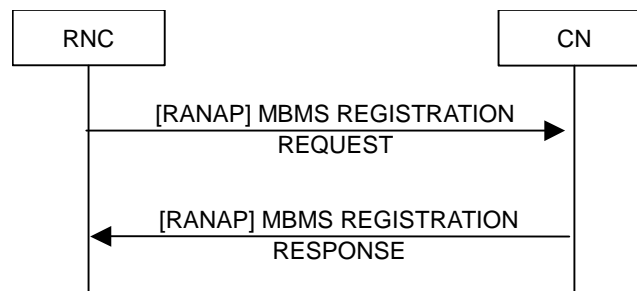 RNC
CN
[RANAP] MBMS REGISTRATION
REQUEST
[RANAP] MBMS REGISTRATION
RESPONSE